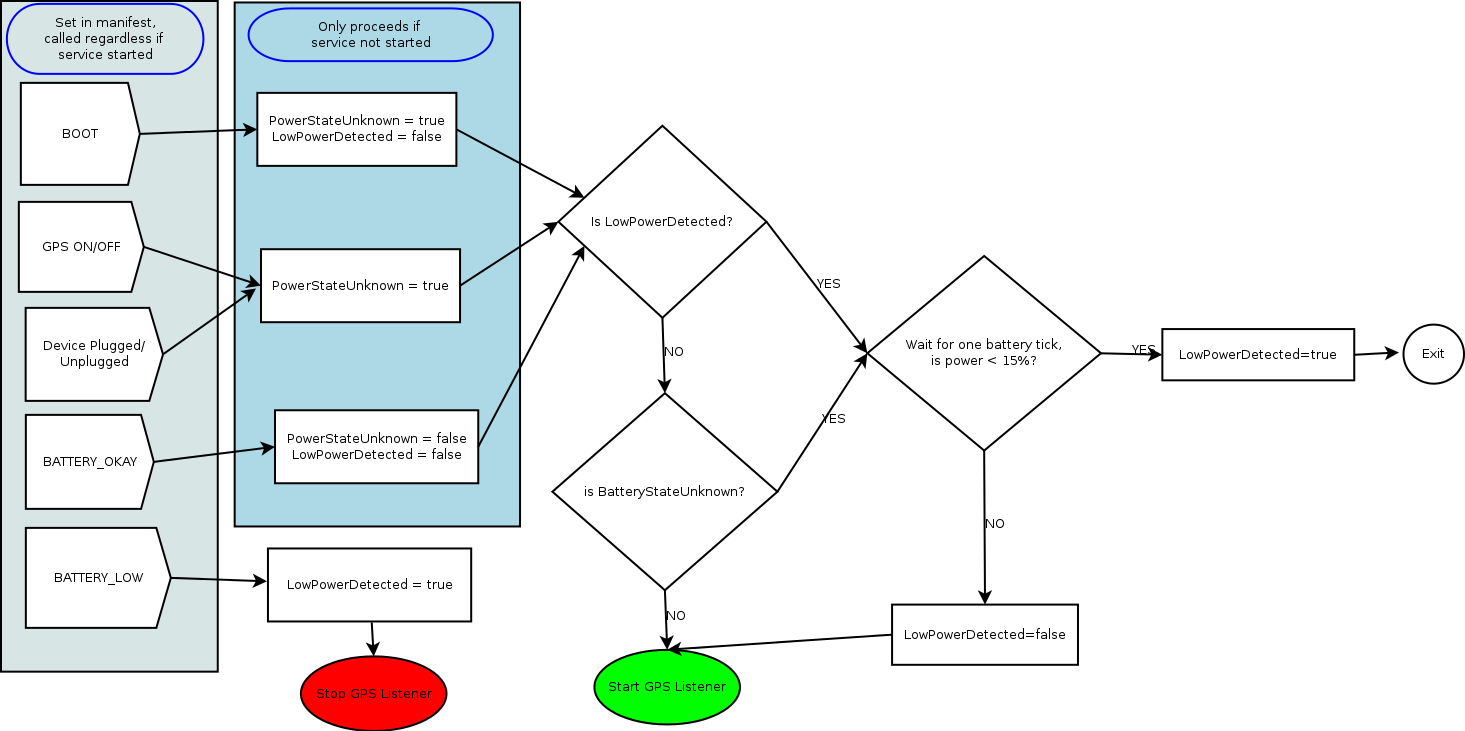 Set in manifest,
called regardless if
service started
Only proceeds if
service not started
BOOT
PowerStateUnknown = true
LowPowerDetected = false
GPS ON/OFF
PowerStateUnknown = true
Device Plugged/
Unplugged
BATTERY_OKAY
PowerStateUnknown = false
LowPowerDetected = false
BATTERY_LOW
LowPowerDetected = true
Stop GPS Listener
Is LowPowerDetected?
YES
NO
is BatteryStateUnknown?
YES
NO
Start GPS Listener
Wait for one battery tick,
is power < 15%?
YES
LowPowerDetected=true
Exit
NO
LowPowerDetected=false